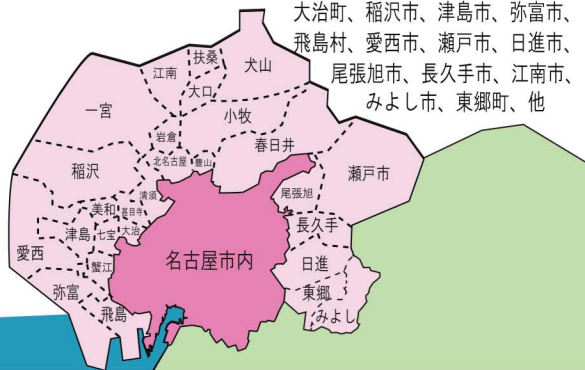 大治町、稲沢市、津島市、弥富市、
飛島村、愛西市、瀬戸市、日進市、
尾張旭市、長久手市、江南市、
みよし市、東郷町、他
扶桑
犬山
江南
大口
一宮
小牧
岩倉
春日井
北名古屋
豊山
稲沢
瀬戸市
清須
尾張旭
美和
甚目寺
津島
七宝
大治
長久手
愛西
名古屋市内
蟹江
日進
弥富
東郷
飛島
みよし